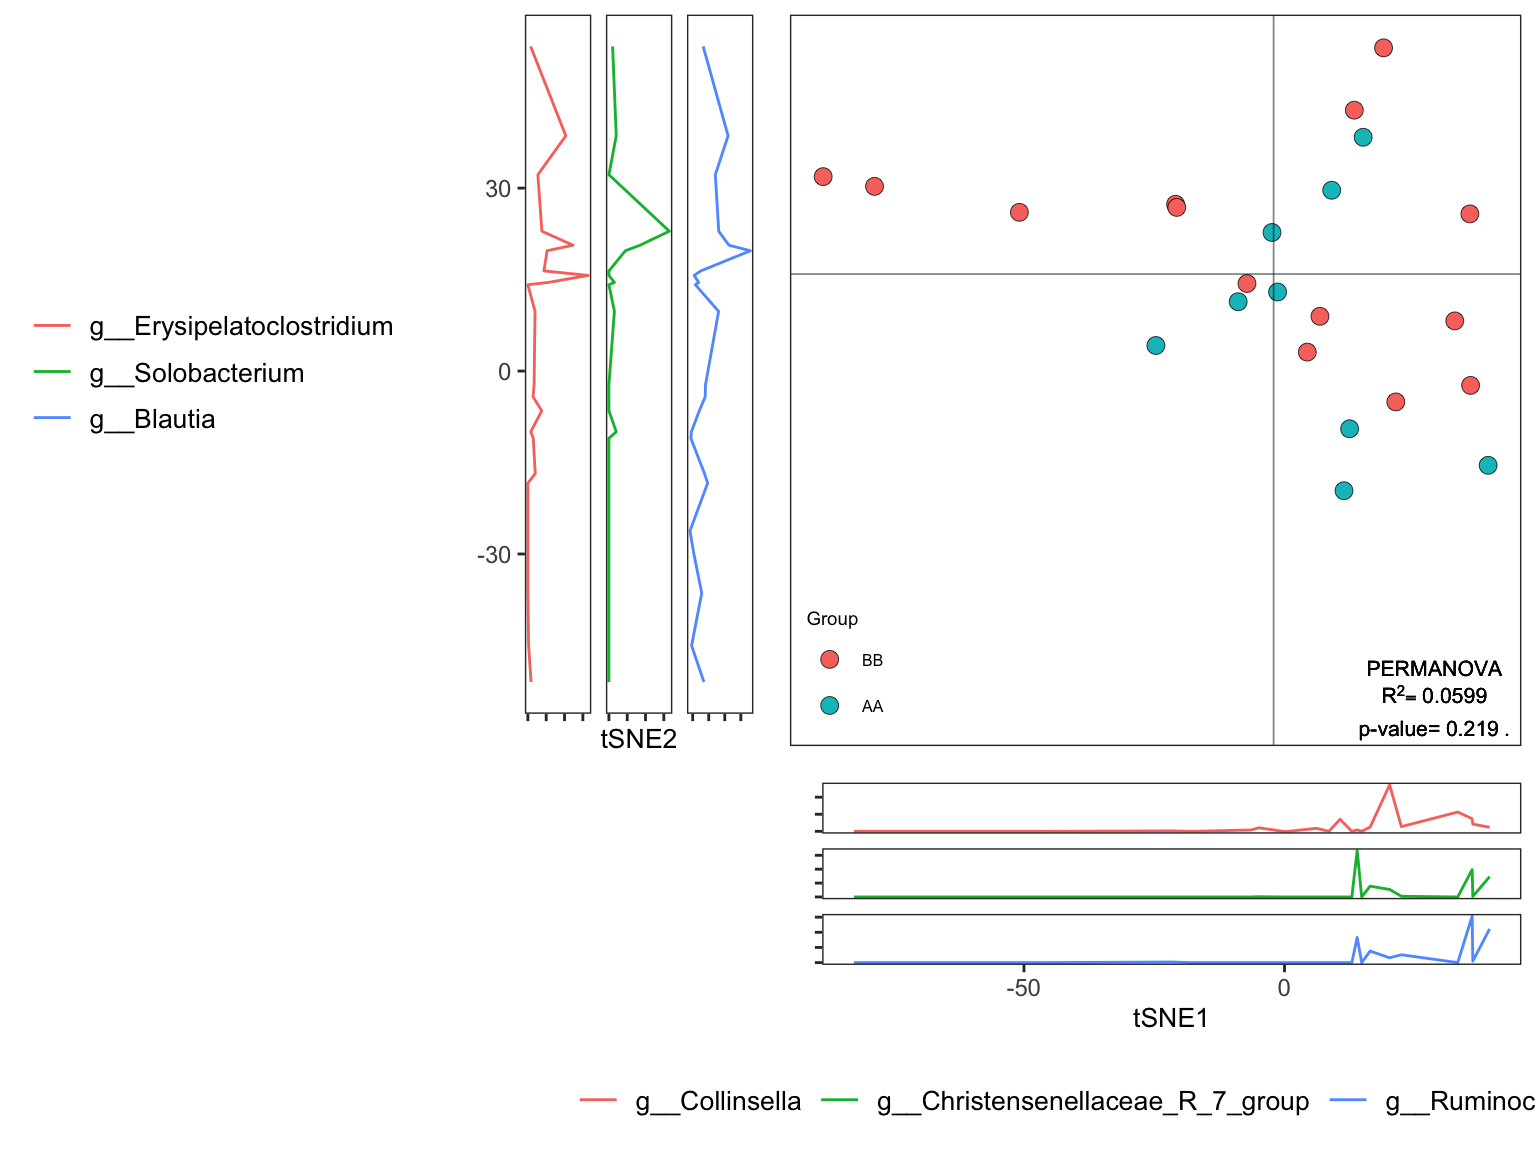 30
0
-30
g__Erysipelatoclostridium
g__Solobacterium
g__Blautia
tSNE2
Group
BB
AA
PERMANOVA
R²= 0.0599
p-value= 0.219 .
-50
0
tSNE1
g__Collinsella
g__Christensenellaceae_R_7_group
g__Ruminoc